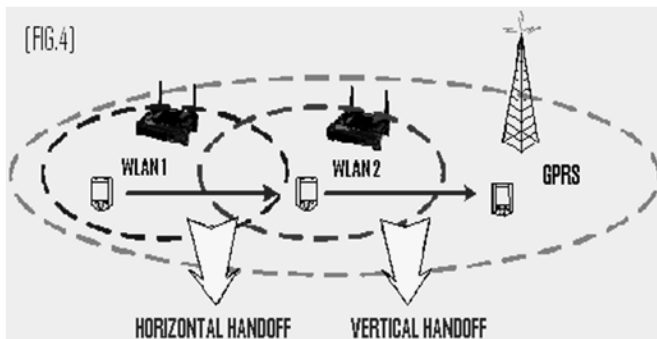 [FIG.4]
WLAN 1
WLAN 2
GPRS
HORIZONTAL HANDOFF
VERTICAL HANDOFF